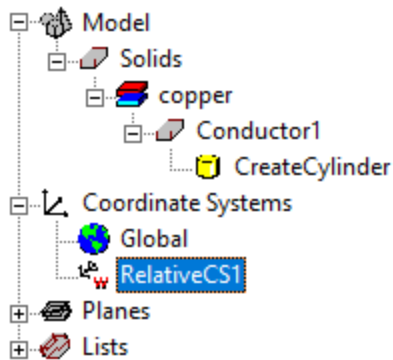 Model
Solids
copper
Conductor1
CreateCylinder
Coordinate Systems
Global
W
RelativeCS1
Planes
Lists